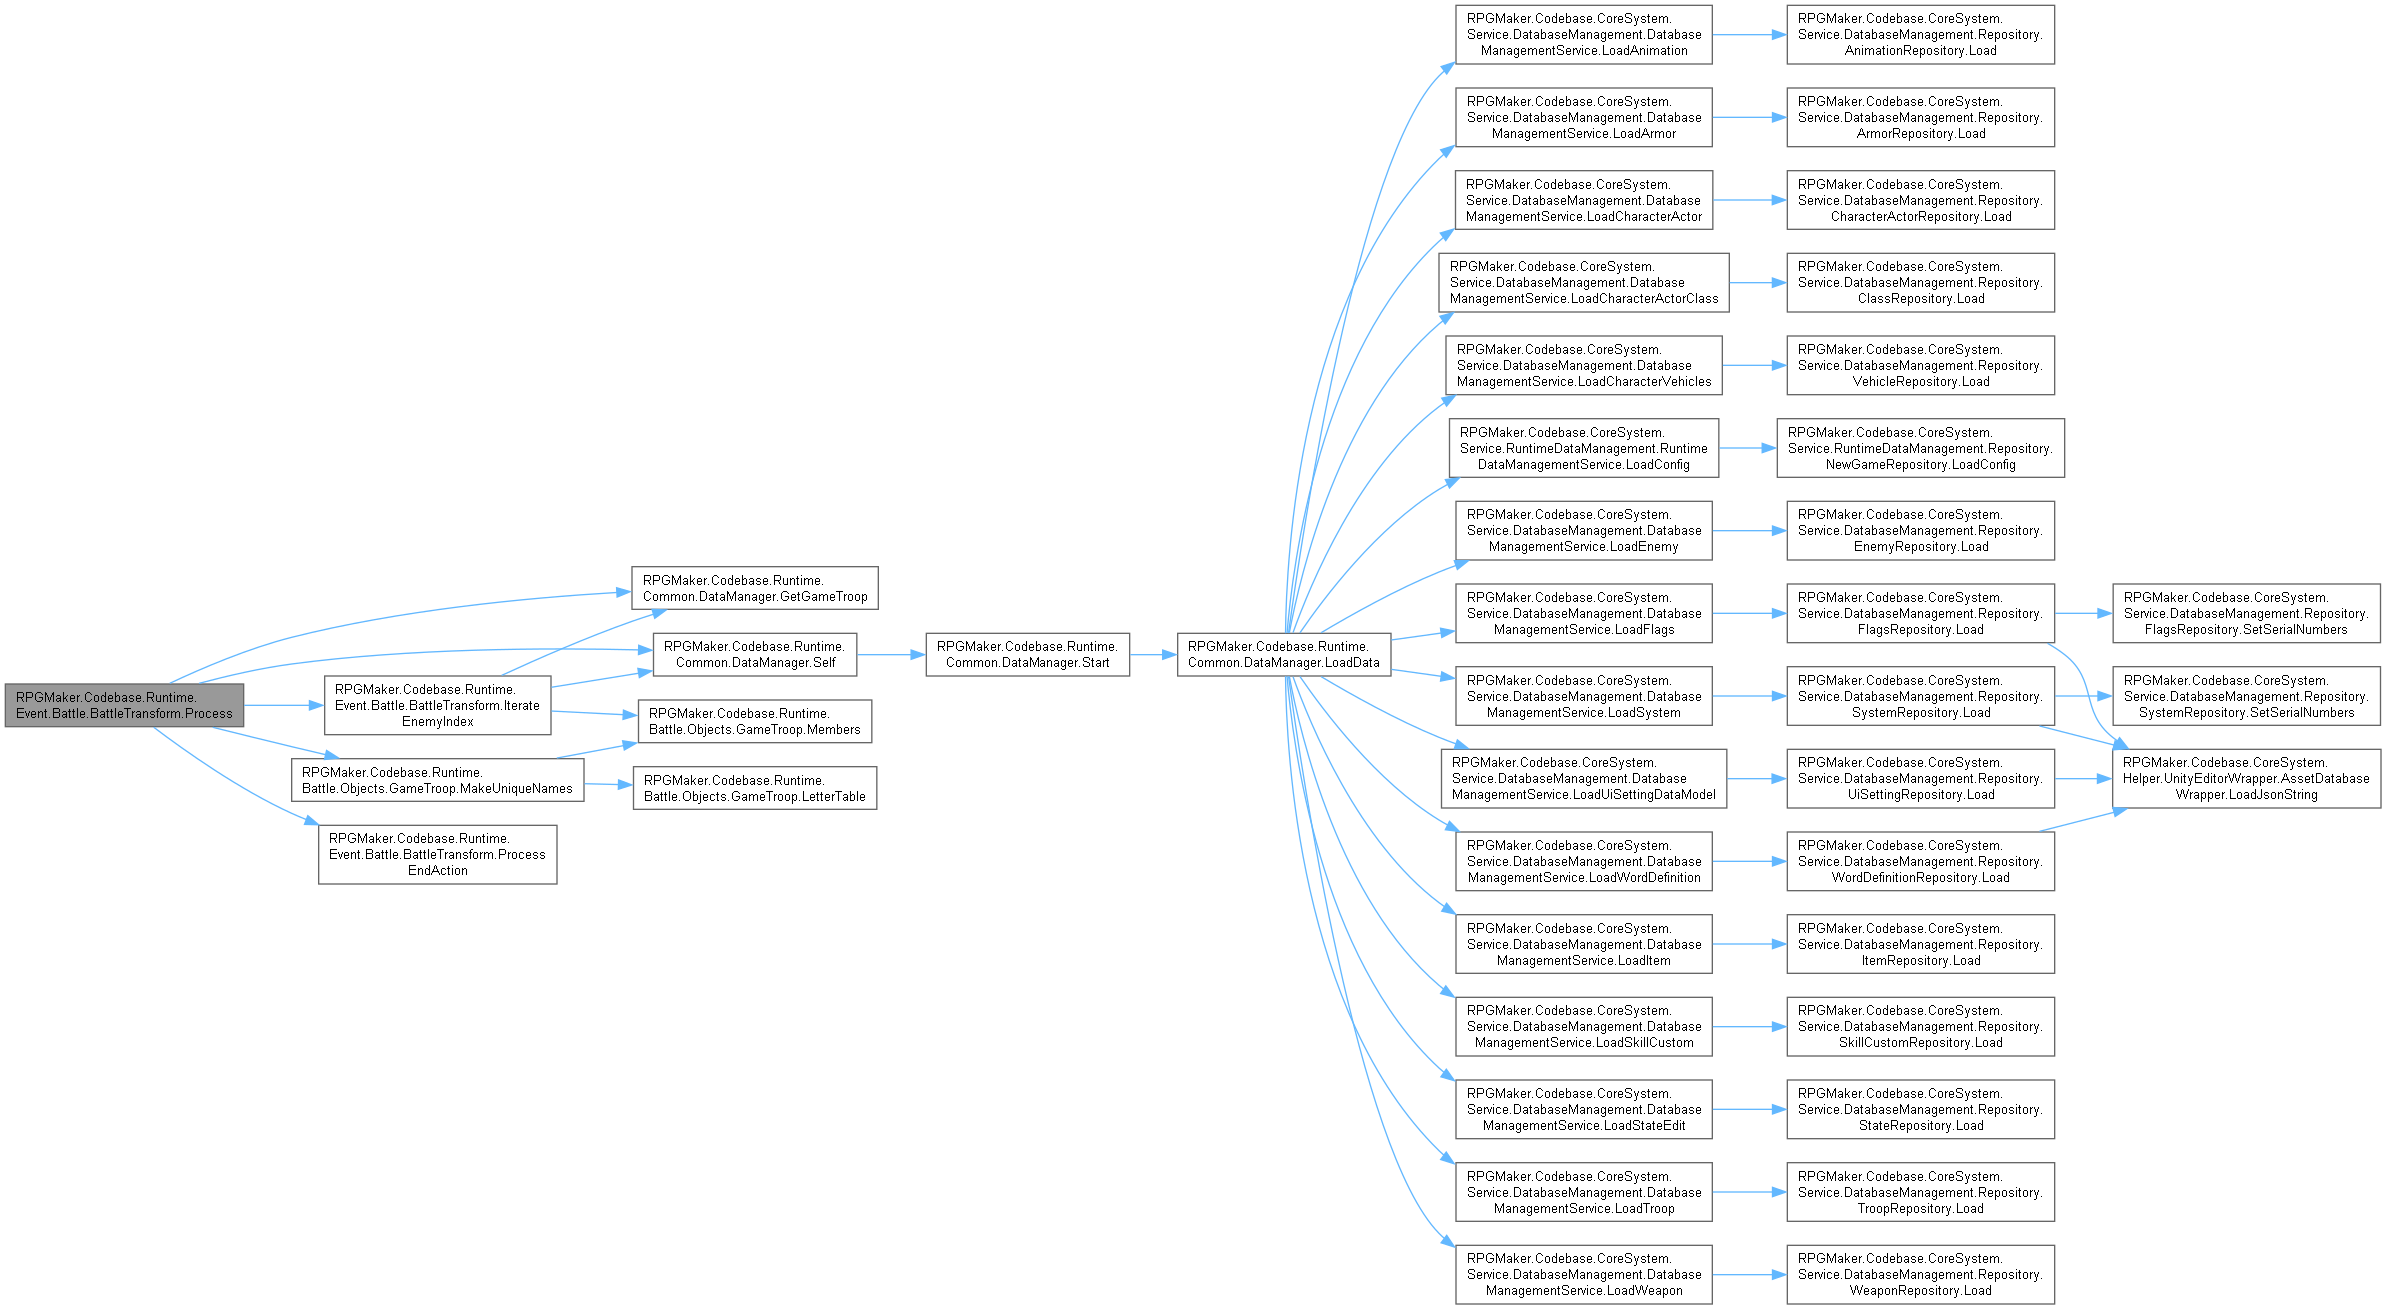 RPGMaker.Codebase.Runtime.
Event.Battle.BattleTransform.Process
RPGMaker.Codebase.Runtime.
Common.DataManager.GetGameTroop
RPGMaker.Codebase.Runtime.
Common.DataManager.Self
RPGMaker.Codebase.Runtime.
Event.Battle.BattleTransform.Iterate
EnemyIndex
RPGMaker.Codebase.Runtime.
Battle.Objects.GameTroop.Members
RPGMaker.Codebase.Runtime.
Battle.Objects.GameTroop.MakeUniqueNames
RPGMaker.Codebase.Runtime.
Battle.Objects.GameTroop.LetterTable
RPGMaker.Codebase.Runtime.
Event.Battle.BattleTransform.Process
EndAction
RPGMaker.Codebase.Runtime.
Common.DataManager.Start
RPGMaker.Codebase.Runtime.
Common.DataManager.LoadData
RPGMaker.Codebase.CoreSystem.
Service.DatabaseManagement.Database
ManagementService.LoadAnimation
RPGMaker.Codebase.CoreSystem.
Service.DatabaseManagement.Repository.
AnimationRepository.Load
RPGMaker.Codebase.CoreSystem.
Service.DatabaseManagement.Database
ManagementService.LoadArmor
RPGMaker.Codebase.CoreSystem.
Service.DatabaseManagement.Repository.
ArmorRepository.Load
RPGMaker.Codebase.CoreSystem.
Service.DatabaseManagement.Database
ManagementService.LoadCharacterActor
RPGMaker.Codebase.CoreSystem.
Service.DatabaseManagement.Repository.
CharacterActorRepository.Load
RPGMaker.Codebase.CoreSystem.
Service.DatabaseManagement.Database
ManagementService.LoadCharacterActorClass
RPGMaker.Codebase.CoreSystem.
Service.DatabaseManagement.Repository.
ClassRepository.Load
RPGMaker.Codebase.CoreSystem.
Service.DatabaseManagement.Database
ManagementService.LoadCharacterVehicles
RPGMaker.Codebase.CoreSystem.
Service.DatabaseManagement.Repository.
VehicleRepository.Load
RPGMaker.Codebase.CoreSystem.
Service.RuntimeDataManagement.Runtime
DataManagementService.LoadConfig
RPGMaker.Codebase.CoreSystem.
Service.RuntimeDataManagement.Repository.
NewGameRepository.LoadConfig
RPGMaker.Codebase.CoreSystem.
Service.DatabaseManagement.Database
ManagementService.LoadEnemy
RPGMaker.Codebase.CoreSystem.
Service.DatabaseManagement.Repository.
EnemyRepository.Load
RPGMaker.Codebase.CoreSystem.
Service.DatabaseManagement.Database
ManagementService.LoadFlags
RPGMaker.Codebase.CoreSystem.
Service.DatabaseManagement.Repository.
FlagsRepository.Load
RPGMaker.Codebase.CoreSystem.
Service.DatabaseManagement.Repository.
FlagsRepository.SetSerialNumbers
RPGMaker.Codebase.CoreSystem.
Service.DatabaseManagement.Database
ManagementService.LoadSystem
RPGMaker.Codebase.CoreSystem.
Service.DatabaseManagement.Repository.
SystemRepository.Load
RPGMaker.Codebase.CoreSystem.
Service.DatabaseManagement.Repository.
SystemRepository.SetSerialNumbers
RPGMaker.Codebase.CoreSystem.
Service.DatabaseManagement.Database
ManagementService.LoadUiSettingDataModel
RPGMaker.Codebase.CoreSystem.
Service.DatabaseManagement.Repository.
UiSettingRepository.Load
RPGMaker.Codebase.CoreSystem.
Helper.UnityEditorWrapper.AssetDatabase
Wrapper.LoadJsonString
RPGMaker.Codebase.CoreSystem.
Service.DatabaseManagement.Database
ManagementService.LoadWordDefinition
RPGMaker.Codebase.CoreSystem.
Service.DatabaseManagement.Repository.
WordDefinitionRepository.Load
RPGMaker.Codebase.CoreSystem.
Service.DatabaseManagement.Database
ManagementService.LoadItem
RPGMaker.Codebase.CoreSystem.
Service.DatabaseManagement.Repository.
ItemRepository.Load
RPGMaker.Codebase.CoreSystem.
Service.DatabaseManagement.Database
ManagementService.LoadSkillCustom
RPGMaker.Codebase.CoreSystem.
Service.DatabaseManagement.Repository.
SkillCustomRepository.Load
RPGMaker.Codebase.CoreSystem.
Service.DatabaseManagement.Database
ManagementService.LoadStateEdit
RPGMaker.Codebase.CoreSystem.
Service.DatabaseManagement.Repository.
StateRepository.Load
RPGMaker.Codebase.CoreSystem.
Service.DatabaseManagement.Database
ManagementService.LoadTroop
RPGMaker.Codebase.CoreSystem.
Service.DatabaseManagement.Repository.
TroopRepository.Load
RPGMaker.Codebase.CoreSystem.
Service.DatabaseManagement.Database
ManagementService.LoadWeapon
RPGMaker.Codebase.CoreSystem.
Service.DatabaseManagement.Repository.
WeaponRepository.Load